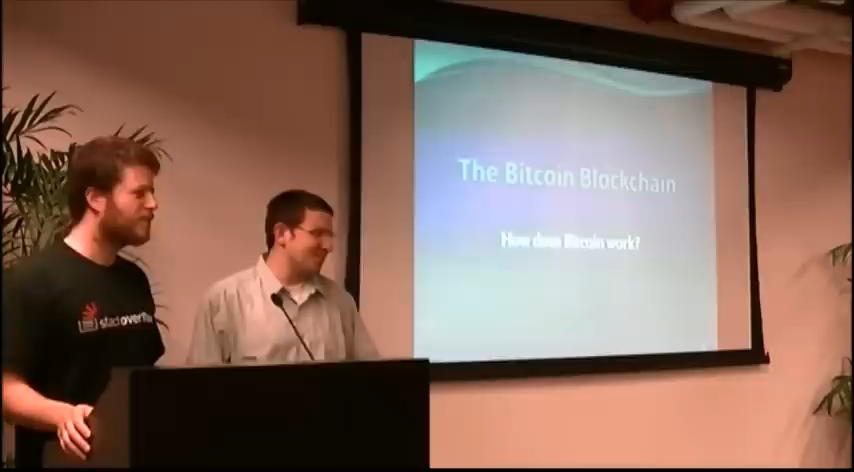 The Bitcoin Blockchain
How does Bitcoin work?
stackoverflow